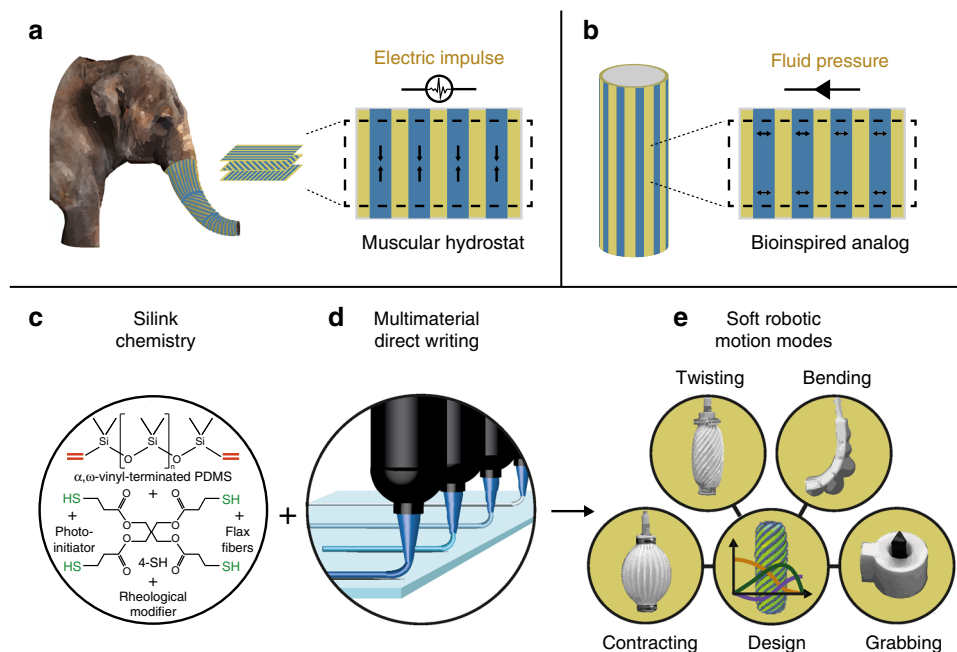 a
Electric impulse
Muscular hydrostat
b
Fluid pressure
Bioinspired analog
c
Silink
chemistry
Si
Si
Si
O
O
n
α,ω-vinyl-terminated PDMS
HS
O
+
O
SH
+
Photo-
initiator
O
O
+
Flax
fibers
O
O
HS
O
4-SH
O
SH
+
Rheological
modifier
+
d
Multimaterial
direct writing
e
Soft robotic
motion modes
Twisting
Bending
Contracting
Design
Grabbing